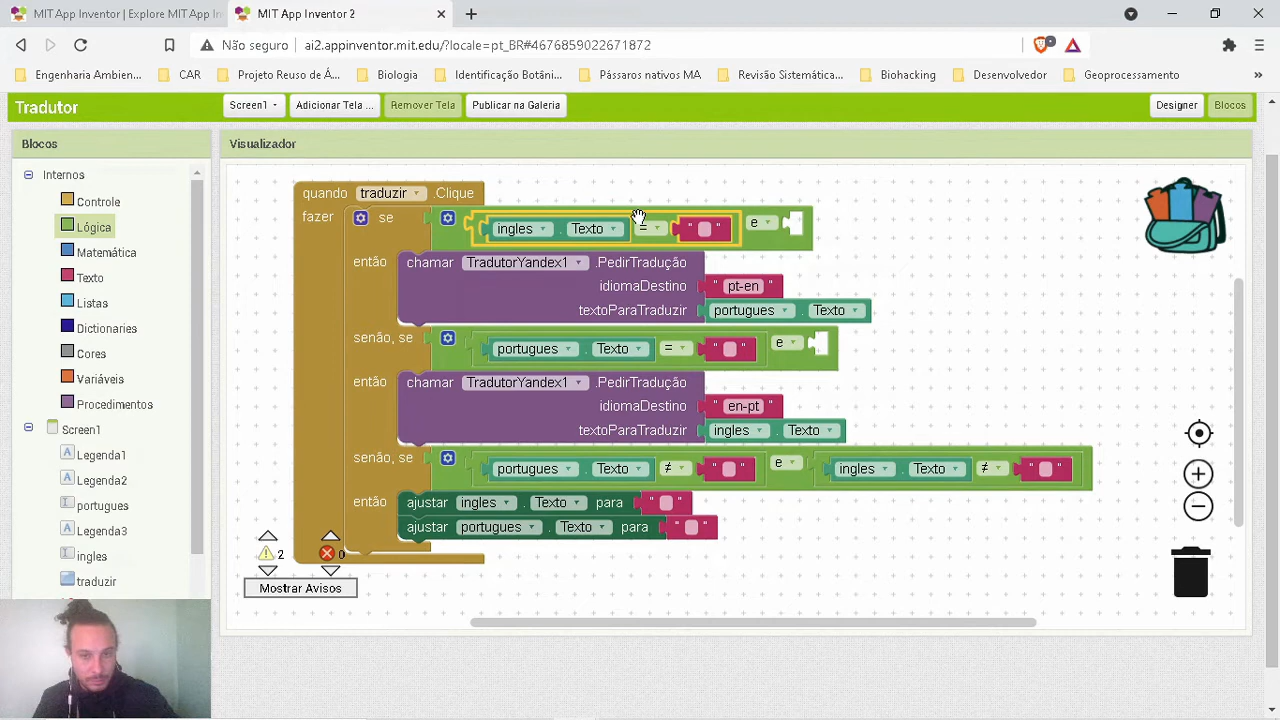 MIT App Inventor | Explore MIT App In
MIT App Inventor 2
Não seguro
ai2.appinventor.mit.edu/?locale=pt_BR#4676859022671872
Engenharia Ambien...
CAR
Projeto Reuso de Á...
Biologia
Identificação Botâni...
Pássaros nativos MA
Revisão Sistemática...
Biohacking
Desenvolvedor
Geoprocessamento
»
Tradutor
Screen1
Adicionar Tela ...
Remover Tela
Publicar na Galeria
Designer
Blocos
Blocos
Visualizador
Internos
Controle
Lógica
Matemática
Texto
Listas
Dictionaries
Cores
Variáveis
Procedimentos
Screen1
Legenda1
Legenda2
portugues
Legenda3
ingles
traduzir
quando traduzir .Clique
fazer se ingles . Texto = " " e
então chamar TradutorYandex1 .PedirTradução
idiomaDestino " pt-en "
textoParaTraduzir portugues . Texto
senão, se portugues . Texto = " " e
então chamar TradutorYandex1 .PedirTradução
idiomaDestino " en-pt "
textoParaTraduzir ingles . Texto
senão, se portugues . Texto ≠ " " e ingles . Texto ≠ " "
então ajustar ingles . Texto para " "
ajustar portugues . Texto para " "
2 0
Mostrar Avisos